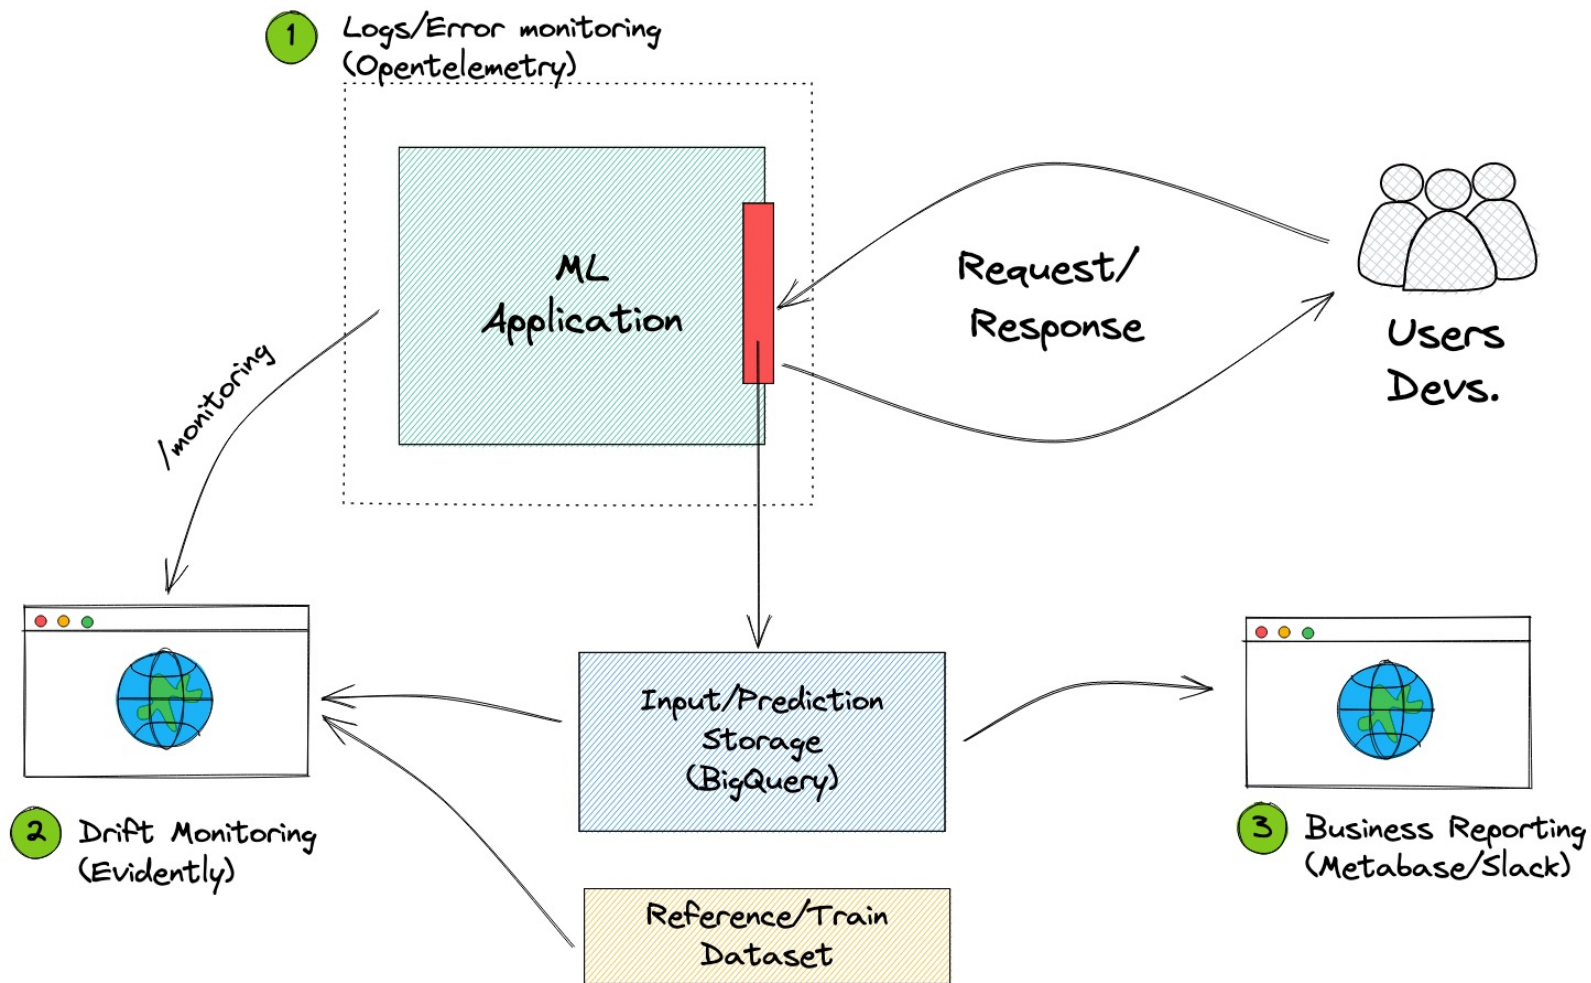 1
Logs/Error monitoring
(Opentelemetry)
ML
Application
Request/
Response
Users
Devs.
/monitoring
Input/Prediction
Storage
(BigQuery)
2
Drift Monitoring
(Evidently)
3
Business Reporting
(Metabase/Slack)
Reference/Train
Dataset